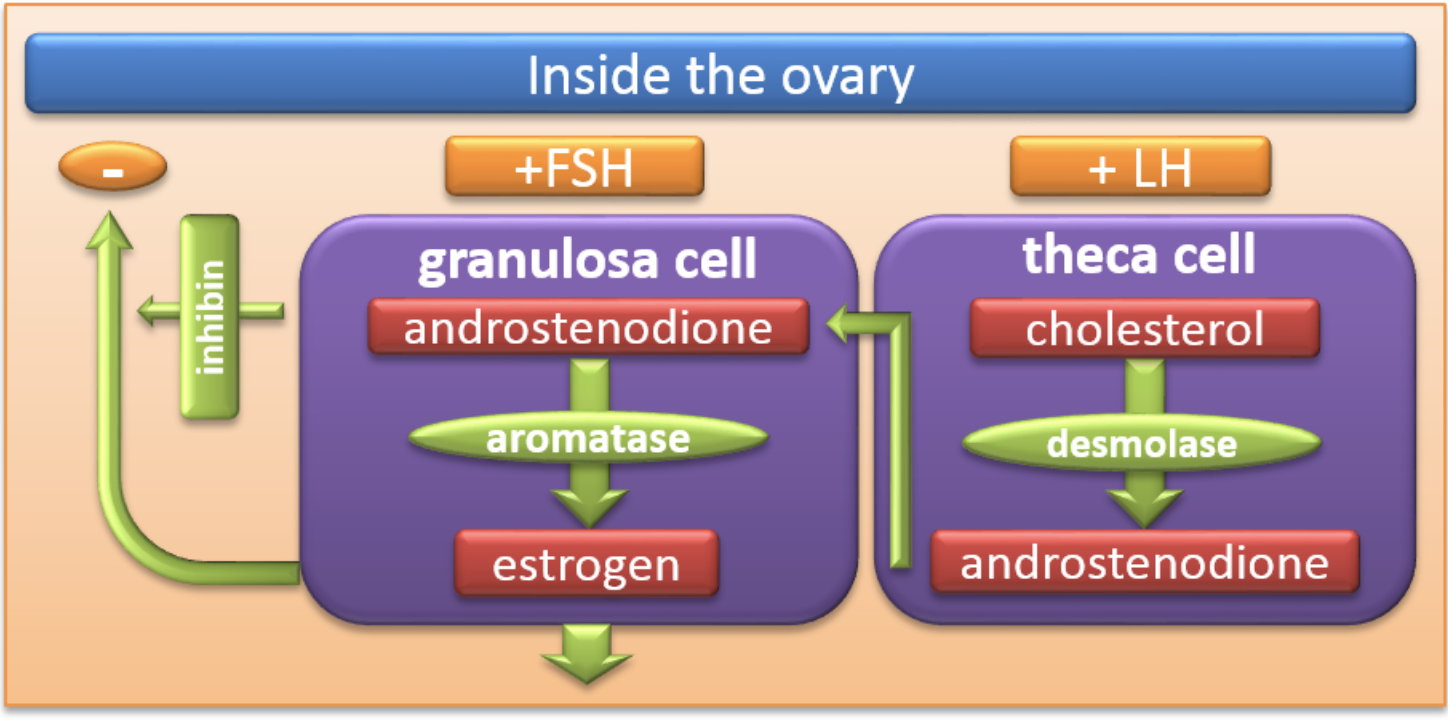 Inside the ovary
-
+FSH
+ LH
inhibin
granulosa cell
androstenodione
aromatase
estrogen
theca cell
cholesterol
desmolase
androstenodione